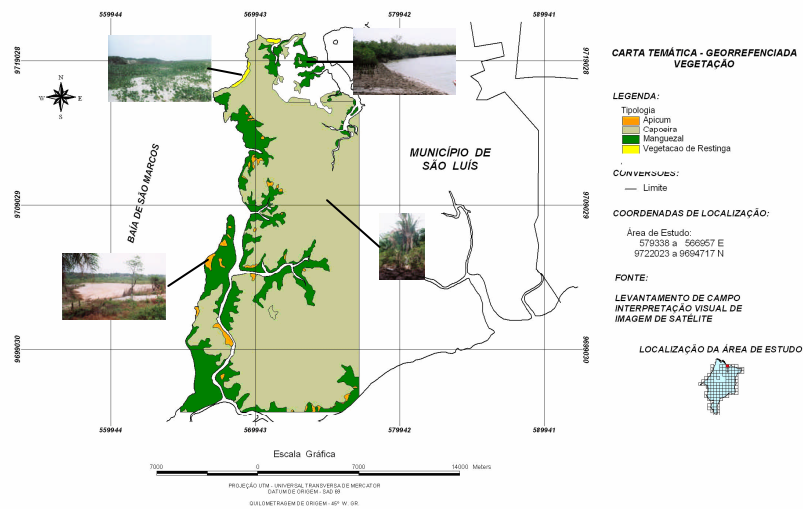 559944 569943 579942 589941
9719028
9719028
N
W E
S
BAÍA DE SÃO MARCOS
MUNICÍPIO DE
SÃO LUÍS
9709029
9709029
9699030
9699030
559944 569943 579942 589941
CARTA TEMÁTICA - GEORREFENCIADA
VEGETAÇÃO
LEGENDA:
Tipologia
Apicum
Capoeira
Manguezal
Vegetacao de Restinga
CONVERSÕES:
Limite
COORDENADAS DE LOCALIZAÇÃO:
Área de Estudo:
579338 a 566957 E
9722023 a 9694717 N
FONTE:
LEVANTAMENTO DE CAMPO
INTERPRETAÇÃO VISUAL DE
IMAGEM DE SATÉLITE
LOCALIZAÇÃO DA ÁREA DE ESTUDO
Escala Gráfica
7000 0 7000 14000 Meters
PROJEÇÃO UTM - UNIVERSAL TRANSVERSA DE MERCATOR
DATUM DE ORIGEM - SAD 69
QUILOMETRAGEM DE ORIGEM - 45º W. GR